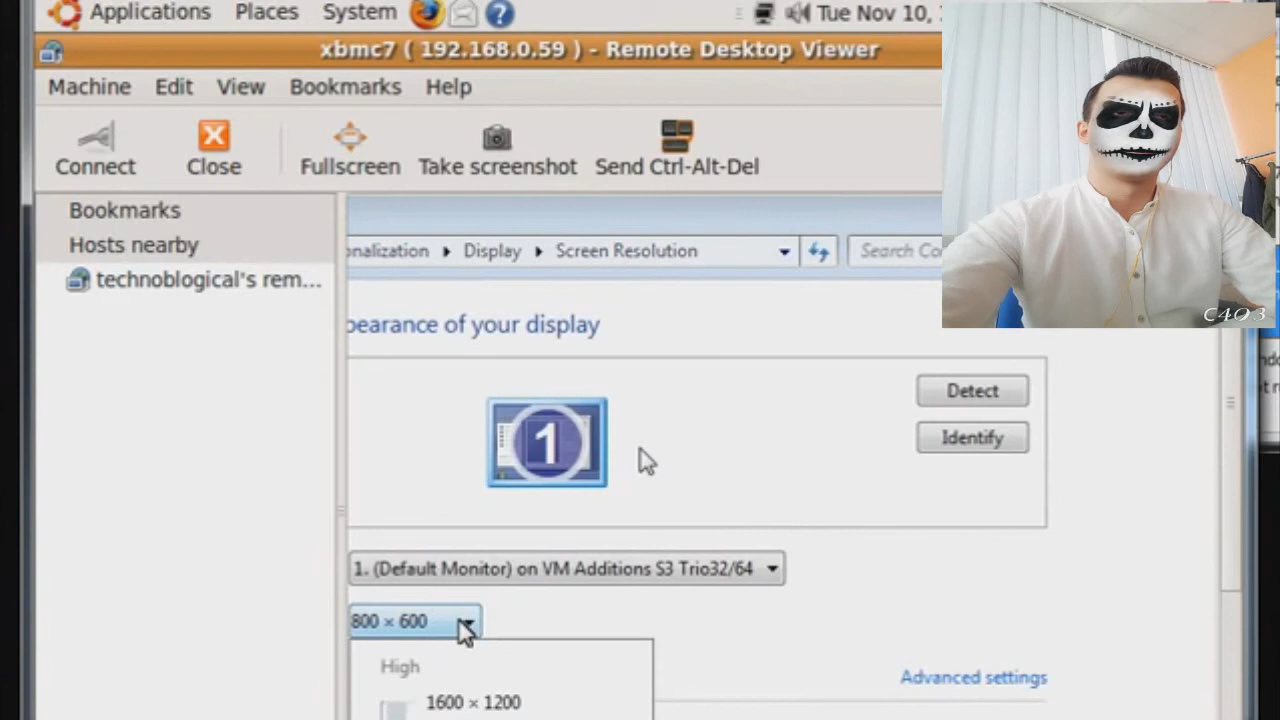 Applications Places System
Tue Nov 10,
xbmc7 ( 192.168.0.59 ) - Remote Desktop Viewer
Machine Edit View Bookmarks Help
Connect Close Fullscreen Take screenshot Send Ctrl-Alt-Del
Bookmarks
Hosts nearby
technoblogical's rem...
onalization Display Screen Resolution
Search Co
pearance of your display
1
Detect
Identify
1. (Default Monitor) on VM Additions S3 Trio32/64
800 × 600
High
1600 × 1200
Advanced settings
C4O3